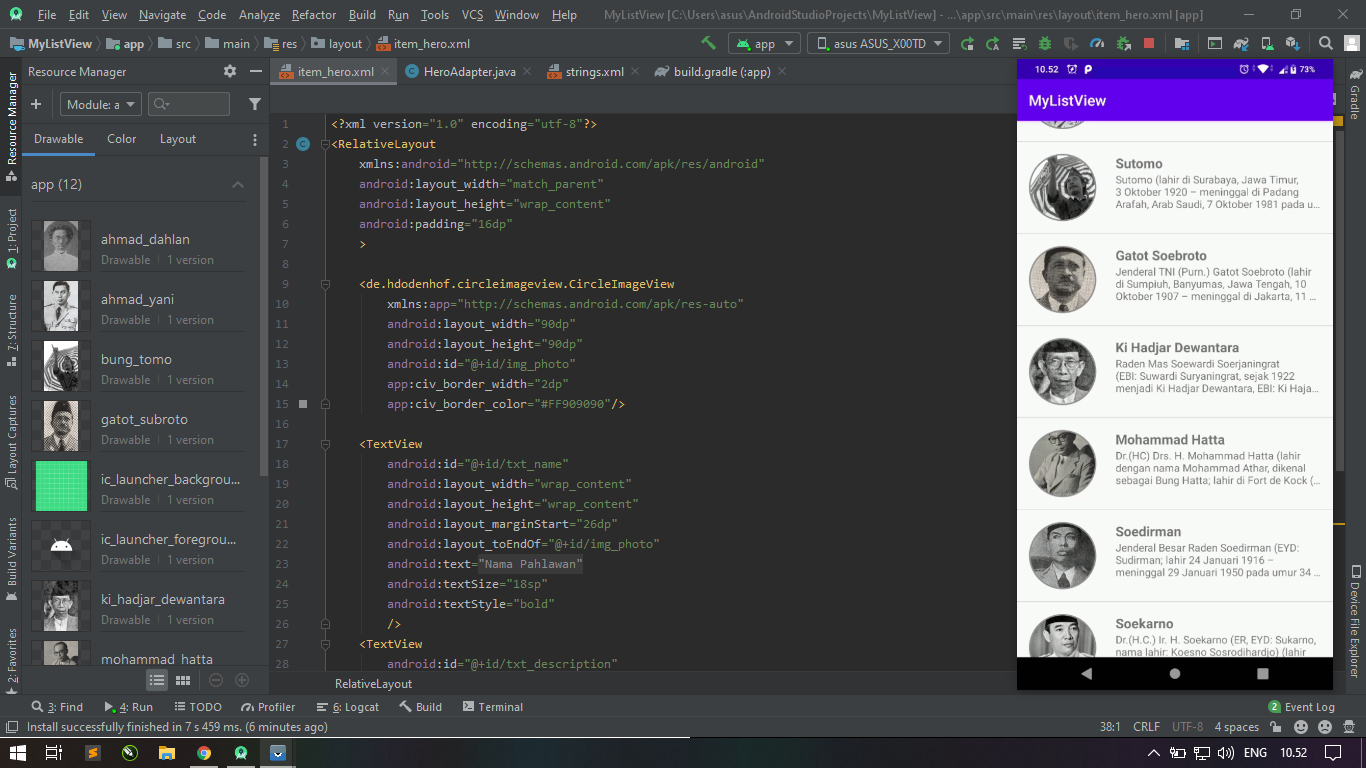 File Edit View Navigate Code Analyze Refactor Build Run Tools VCS Window Help MyListView [C:\Users\asus\AndroidStudioProjects\MyListView] - ...\app\src\main\res\layout\item_hero.xml [app]
MyListView app src main res layout item_hero.xml app asus ASUS_X00TD
Resource Manager
item_hero.xml HeroAdapter.java strings.xml build.gradle (:app)
Module: a
Drawable Color Layout
app (12)
ahmad_dahlan
Drawable 1 version
ahmad_yani
Drawable 1 version
bung_tomo
Drawable 1 version
gatot_subroto
Drawable 1 version
ic_launcher_backgrou...
Drawable 1 version
ic_launcher_foregrou...
Drawable 1 version
ki_hadjar_dewantara
Drawable 1 version
mohammad_hatta
Resource Manager
1: Project
7: Structure
Layout Captures
Build Variants
2: Favorites
1 <?xml version="1.0" encoding="utf-8"?>
2 <RelativeLayout
3 xmlns:android="http://schemas.android.com/apk/res/android"
4 android:layout_width="match_parent"
5 android:layout_height="wrap_content"
6 android:padding="16dp"
7 >
8
9 <de.hdodenhof.circleimageview.CircleImageView
10 xmlns:app="http://schemas.android.com/apk/res-auto"
11 android:layout_width="90dp"
12 android:layout_height="90dp"
13 android:id="@+id/img_photo"
14 app:civ_border_width="2dp"
15 app:civ_border_color="#FF909090"/>
16
17 <TextView
18 android:id="@+id/txt_name"
19 android:layout_width="wrap_content"
20 android:layout_height="wrap_content"
21 android:layout_marginStart="26dp"
22 android:layout_toEndOf="@+id/img_photo"
23 android:text="Nama Pahlawan"
24 android:textSize="18sp"
25 android:textStyle="bold"
26 />
27 <TextView
28 android:id="@+id/txt_description"
RelativeLayout
10.52 73%
MyListView
Sutomo
Sutomo (lahir di Surabaya, Jawa Timur,
3 Oktober 1920 – meninggal di Padang
Arafah, Arab Saudi, 7 Oktober 1981 pada u...
Gatot Soebroto
Jenderal TNI (Purn.) Gatot Soebroto (lahir
di Sumpiuh, Banyumas, Jawa Tengah, 10
Oktober 1907 – meninggal di Jakarta, 11 ...
Ki Hadjar Dewantara
Raden Mas Soewardi Soerjaningrat
(EBI: Suwardi Suryaningrat, sejak 1922
menjadi Ki Hadjar Dewantara, EBI: Ki Haja...
Mohammad Hatta
Dr.(HC) Drs. H. Mohammad Hatta (lahir
dengan nama Mohammad Athar, dikenal
sebagai Bung Hatta; lahir di Fort de Kock (...
Soedirman
Jenderal Besar Raden Soedirman (EYD:
Sudirman; lahir 24 Januari 1916 –
meninggal 29 Januari 1950 pada umur 34 ...
Soekarno
Dr.(H.C.) Ir. H. Soekarno (ER, EYD: Sukarno,
nama lahir: Koesno Sosrodihardjo) (lahir
Gradle
Device File Explorer
3: Find 4: Run TODO Profiler 6: Logcat Build Terminal 2 Event Log
Install successfully finished in 7 s 459 ms. (6 minutes ago) 38:1 CRLF UTF-8 4 spaces
ENG 10.52